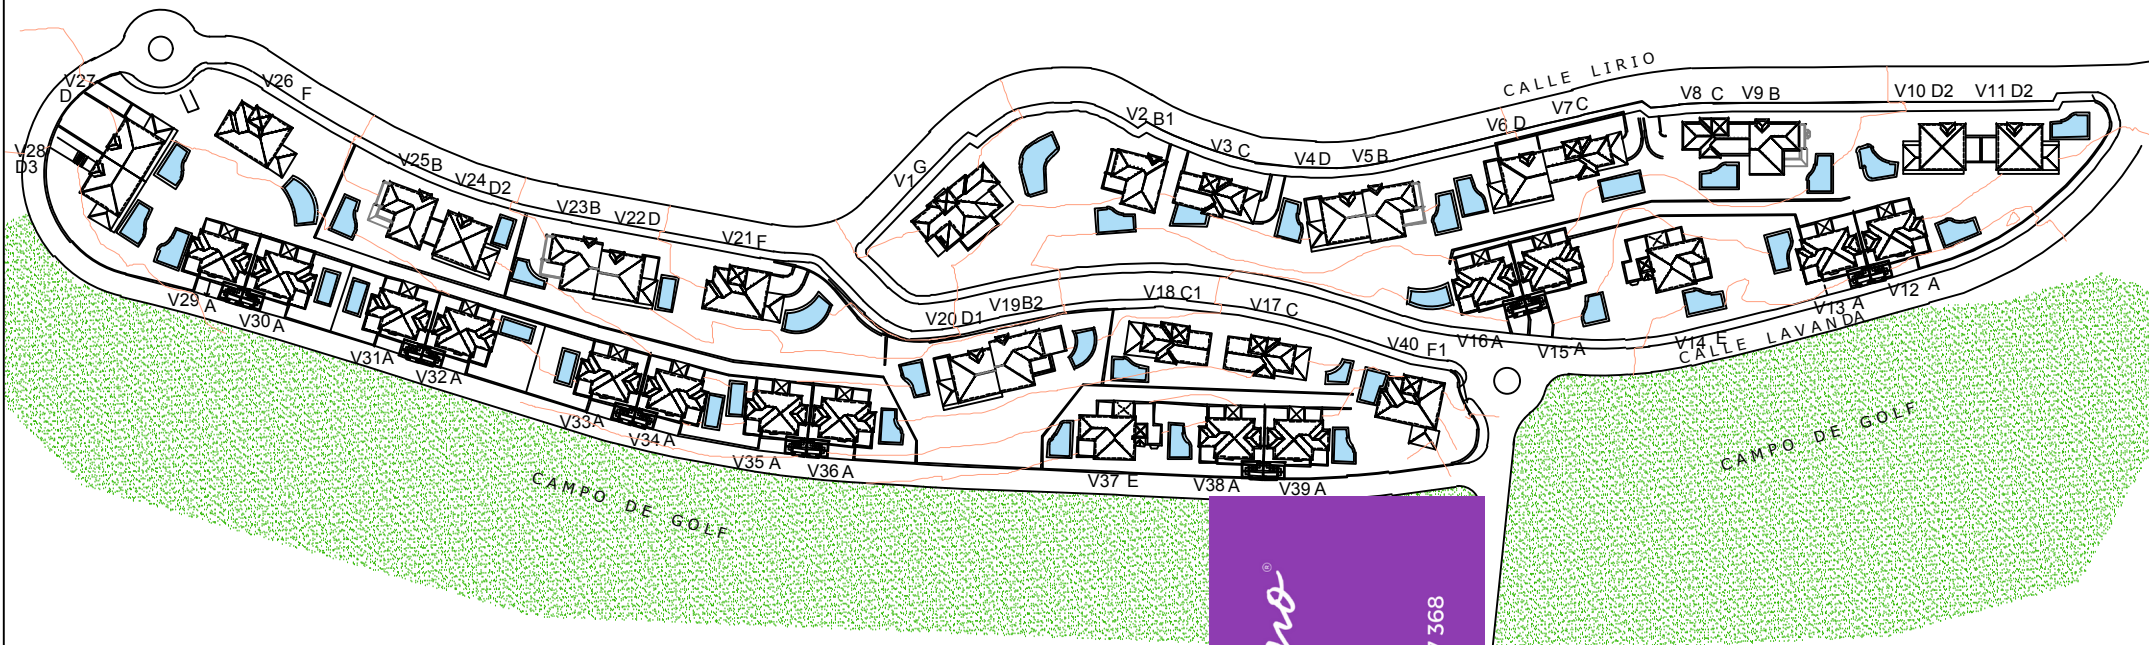 CALLE LIRIO
V27
D
V26
F
V28
D3
V25 B
V24 D2
V23B
V22 D
V21 F
V1 G
V2 B1
V3 C
V4 D
V5 B
V6 D
V7 C
V8 C
V9 B
V10 D2
V11 D2
V29 A
V30 A
V31A
V32 A
V33A
V34 A
V35 A
V36 A
V20 D1
V19B2
V18 C1
V17 C
V40 F1
V16 A
V15 A
V14 E
V13 A
V12 A
CALLE LAVANDA
V37 E
V38 A
V39 A
CAMPO DE GOLF
CAMPO DE GOLF
®
368